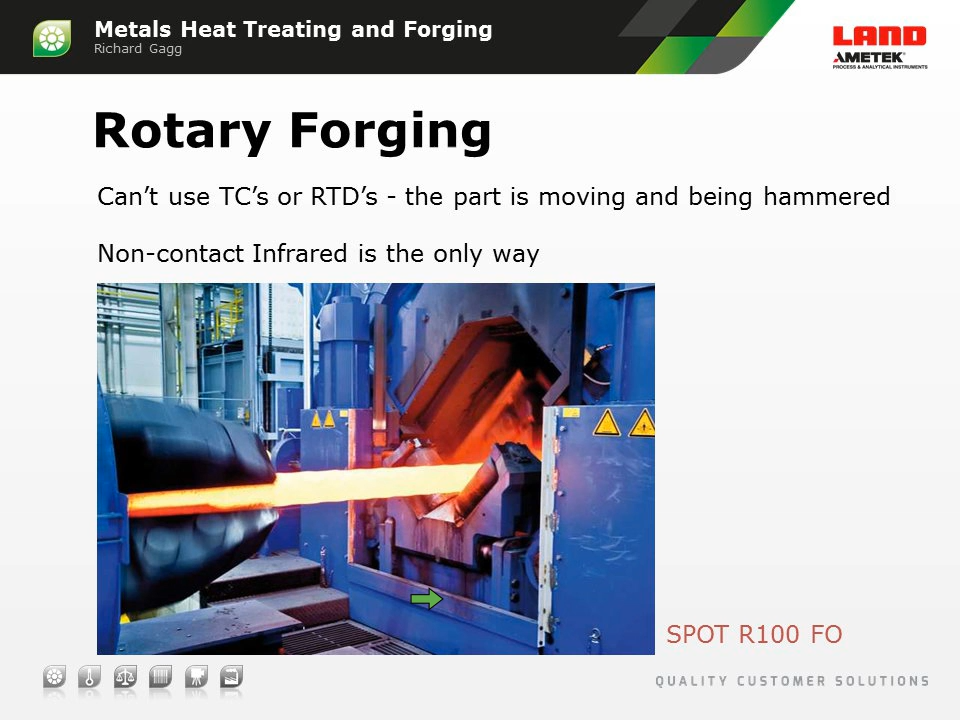 Metals Heat Treating and Forging
Richard Gagg
LAND
AMETEK®
PROCESS & ANALYTICAL INSTRUMENTS
Rotary Forging
Can’t use TC’s or RTD’s - the part is moving and being hammered
Non-contact Infrared is the only way
SPOT R100 FO
QUALITY CUSTOMER SOLUTIONS